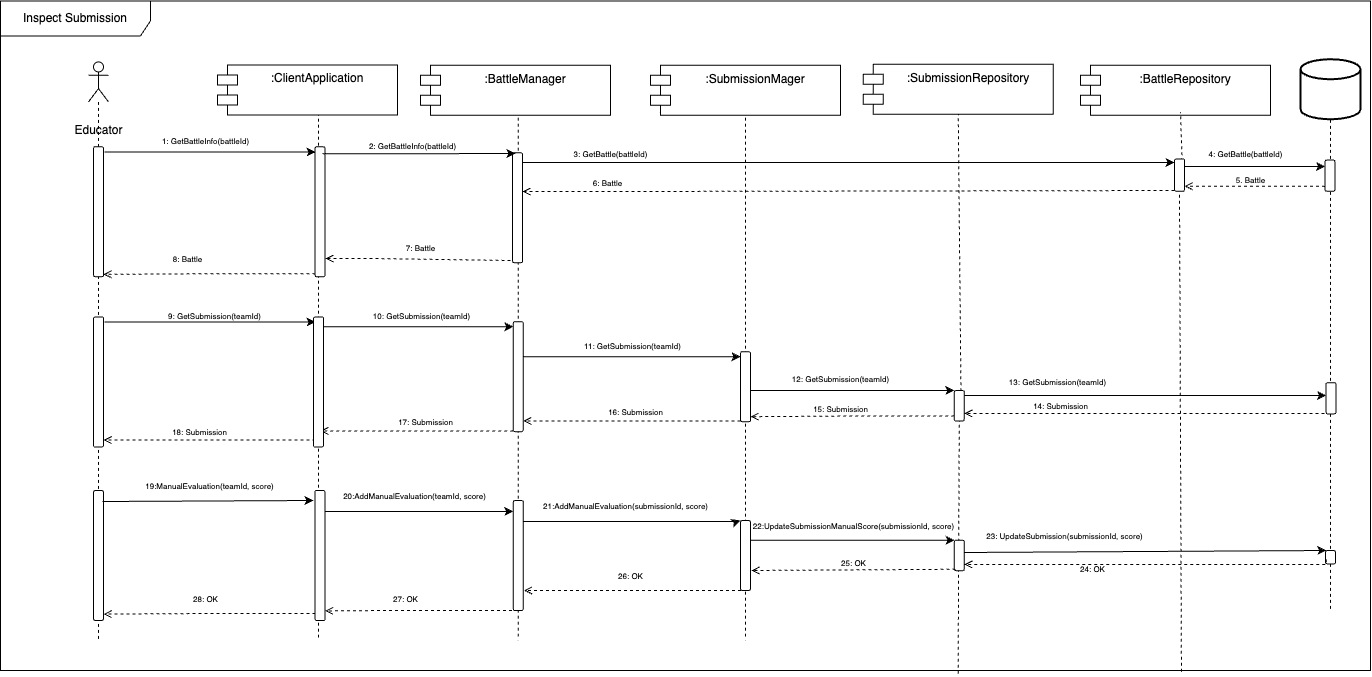 Inspect Submission
:ClientApplication
:BattleManager
:SubmissionMager
:SubmissionRepository
:BattleRepository
Educator
1: GetBattleInfo(battleId)
2: GetBattleInfo(battleId)
3: GetBattle(battleId)
4: GetBattle(battleId)
5. Battle
6: Battle
7: Battle
8: Battle
9: GetSubmission(teamId)
10: GetSubmission(teamId)
11: GetSubmission(teamId)
12: GetSubmission(teamId)
13: GetSubmission(teamId)
14: Submission
15: Submission
16: Submission
17: Submission
18: Submission
19:ManualEvaluation(teamId, score)
20:AddManualEvaluation(teamId, score)
21:AddManualEvaluation(submissionId, score)
22:UpdateSubmissionManualScore(submissionId, score)
23: UpdateSubmission(submissionId, score)
24: OK
25: OK
26: OK
27: OK
28: OK